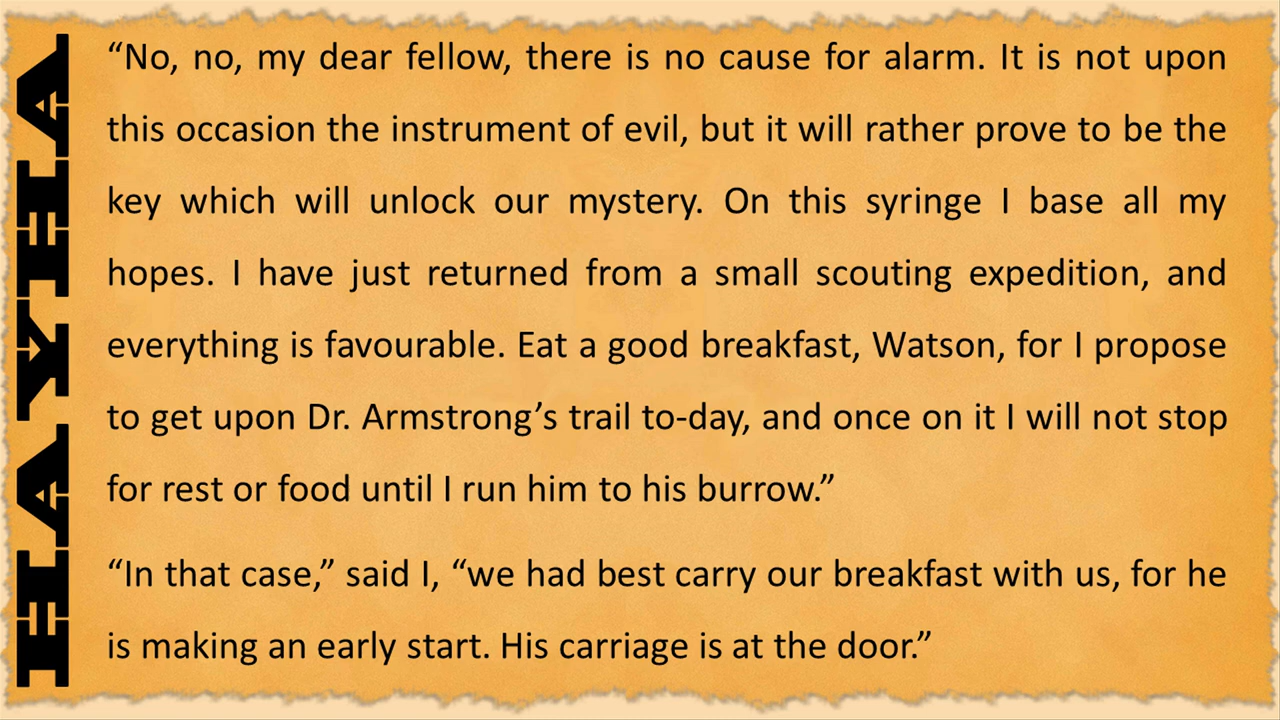 HAYHA
“No, no, my dear fellow, there is no cause for alarm. It is not upon
this occasion the instrument of evil, but it will rather prove to be the
key which will unlock our mystery. On this syringe I base all my
hopes. I have just returned from a small scouting expedition, and
everything is favourable. Eat a good breakfast, Watson, for I propose
to get upon Dr. Armstrong’s trail to-day, and once on it I will not stop
for rest or food until I run him to his burrow.”
“In that case,” said I, “we had best carry our breakfast with us, for he
is making an early start. His carriage is at the door.”